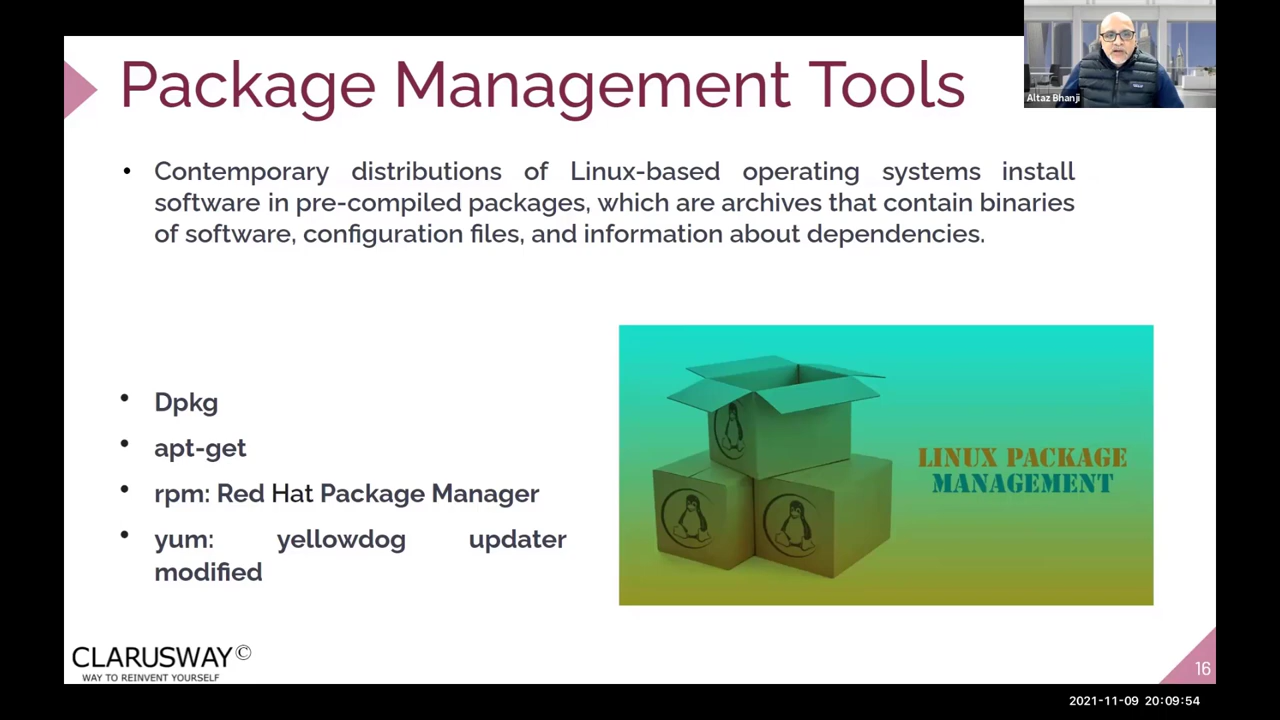 Package Management Tools
Altaz Bhanji
• Contemporary distributions of Linux-based operating systems install
software in pre-compiled packages, which are archives that contain binaries
of software, configuration files, and information about dependencies.
• Dpkg
• apt-get
• rpm: Red Hat Package Manager
• yum: yellowdog updater
modified
LINUX PACKAGE
MANAGEMENT
CLARUSWAY©
WAY TO REINVENT YOURSELF
16
2021-11-09 20:09:54